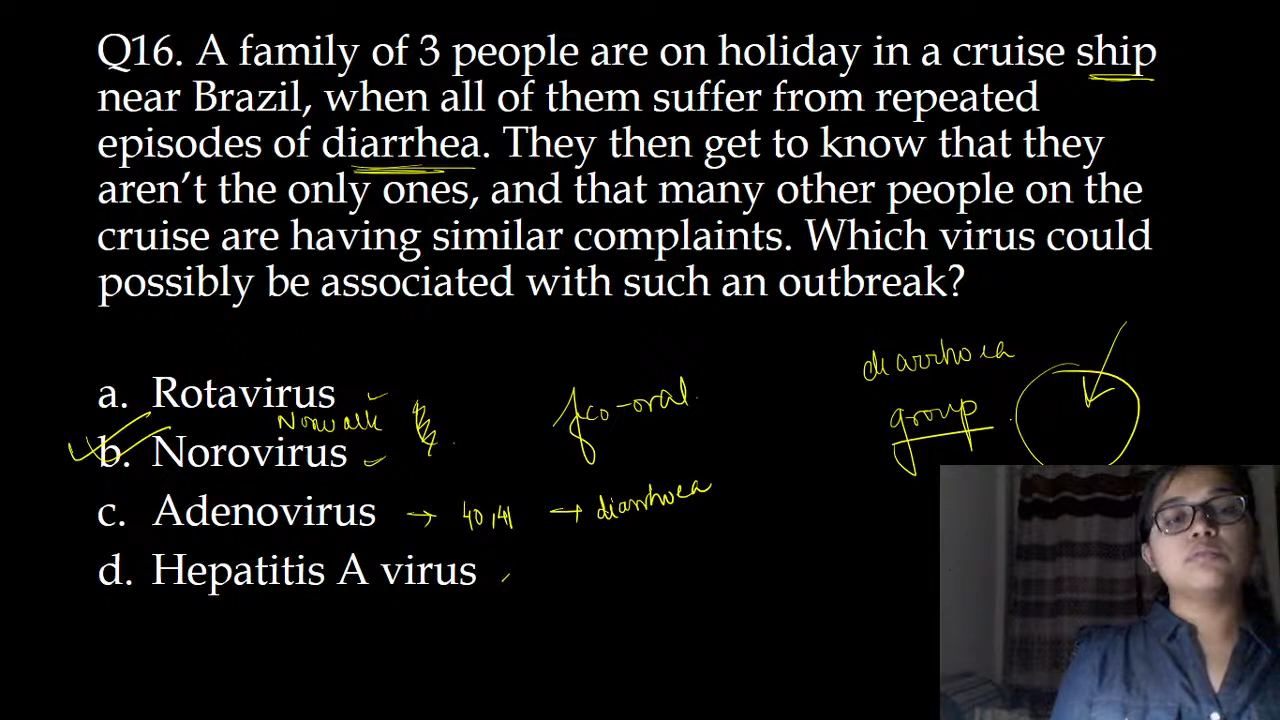 Q16. A family of 3 people are on holiday in a cruise ship
near Brazil, when all of them suffer from repeated
episodes of diarrhea. They then get to know that they
aren't the only ones, and that many other people on the
cruise are having similar complaints. Which virus could
possibly be associated with such an outbreak?
diarrhoea
group
a. Rotavirus
Norwalk
fco-oral
b. Norovirus
c. Adenovirus → 40,41 → diarrhoea
d. Hepatitis A virus